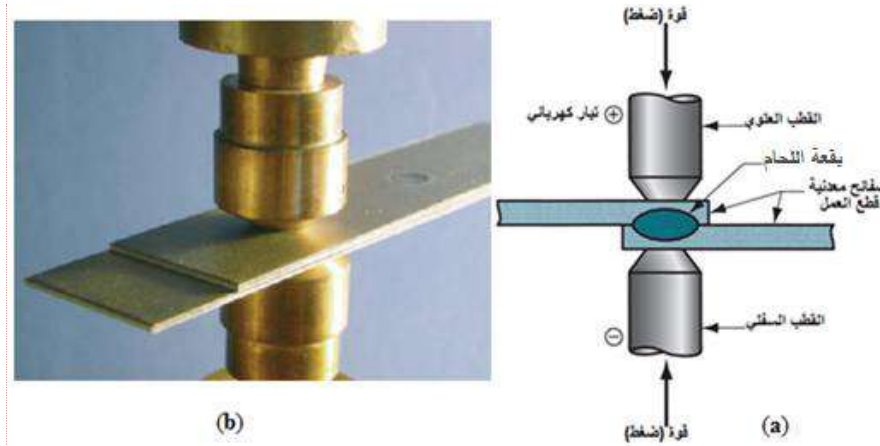 قوة (ضغط)
تيار كهربائي +
القطب العلوي
بقعة اللحام
صفائح معدنية
قطع العمل
القطب السفلي
−
قوة (ضغط)
(b)
(a)